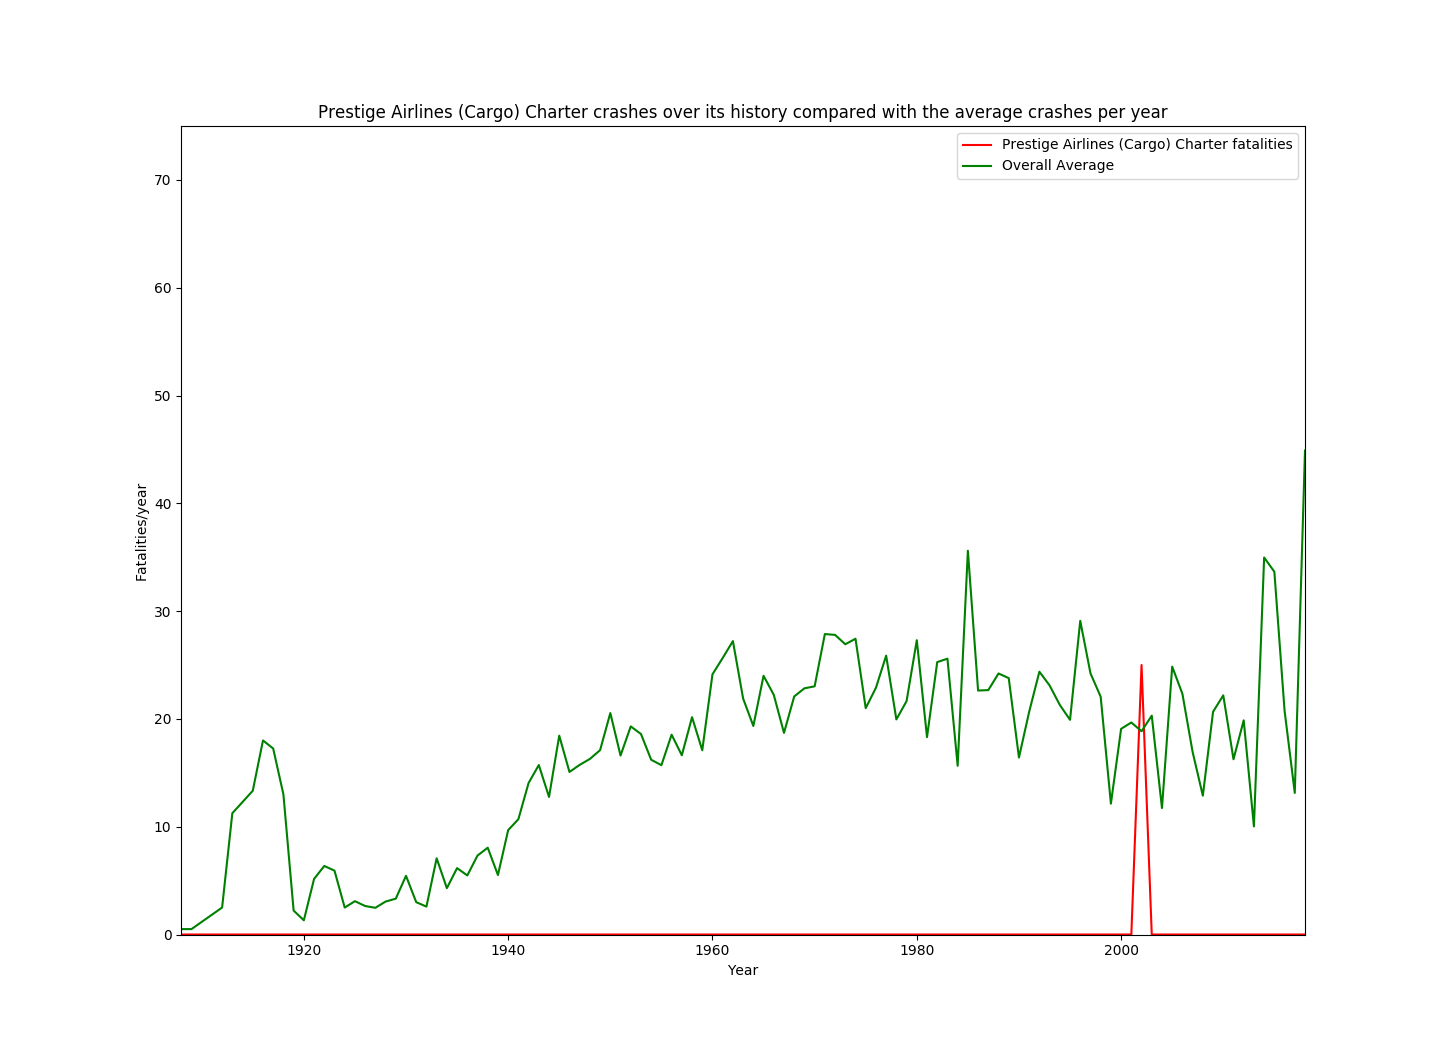 Prestige Airlines (Cargo) Charter crashes over its history compared with the average crashes per year
Prestige Airlines (Cargo) Charter fatalities
Overall Average
70
60
50
40
30
20
10
0
Fatalities/year
1920
1940
1960
1980
2000
Year